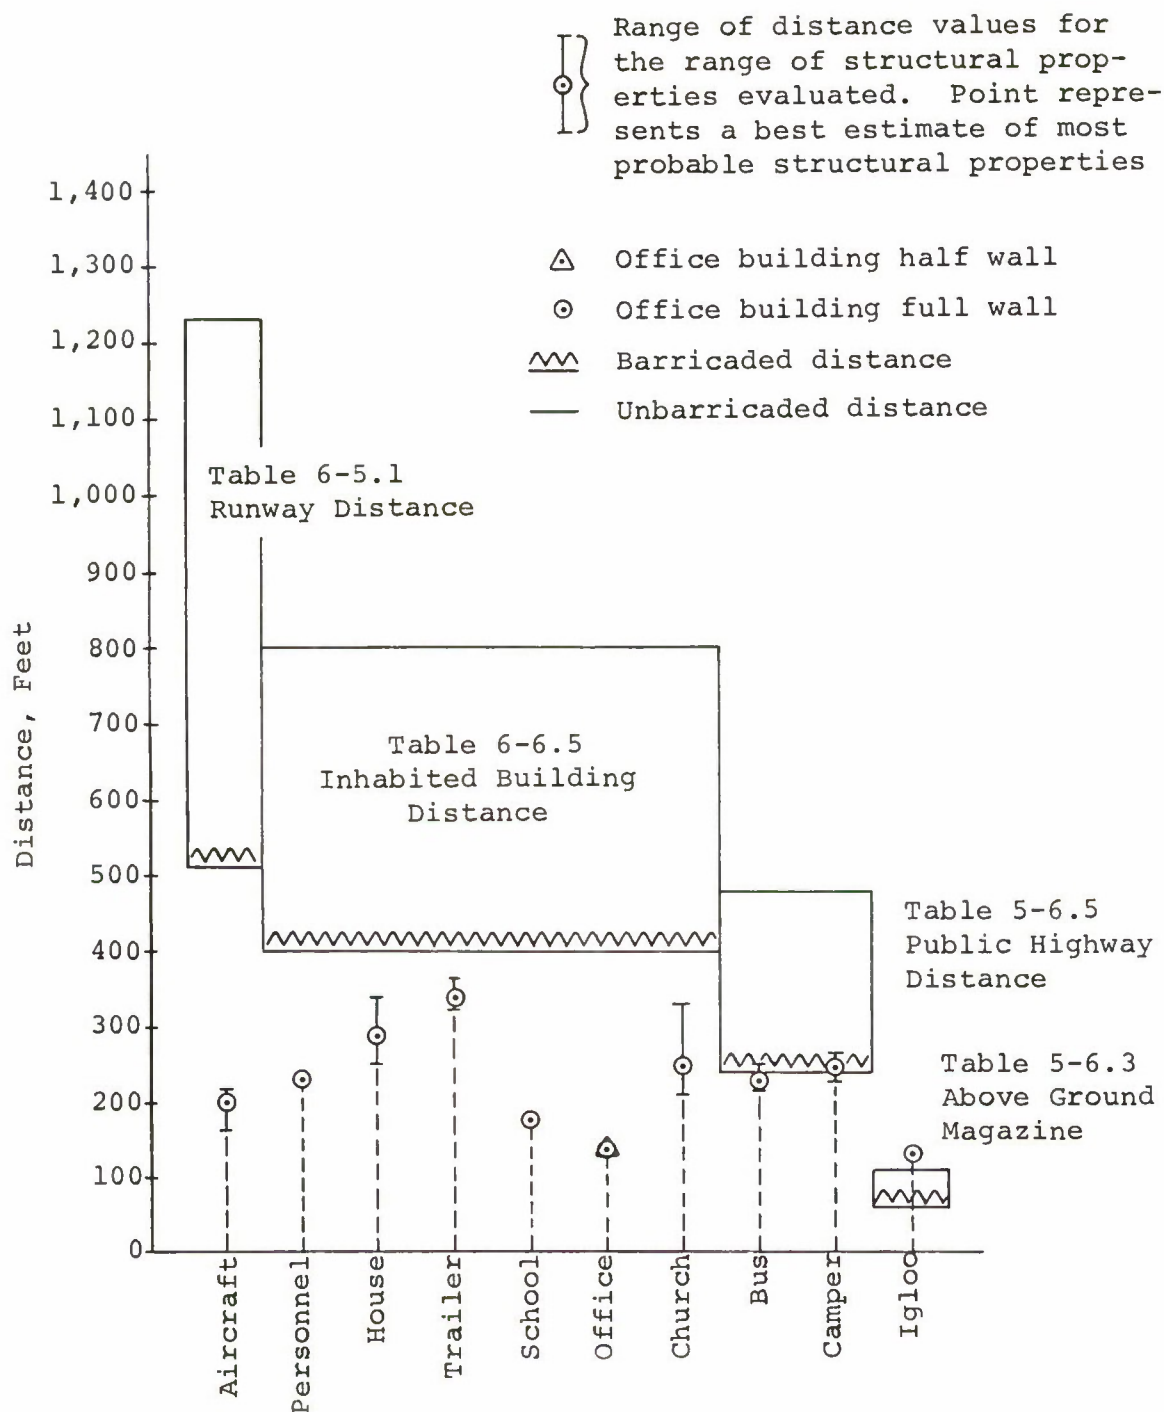 Range of distance values for
the range of structural prop-
erties evaluated. Point repre-
sents a best estimate of most
probable structural properties
Office building half wall
Office building full wall
Barricaded distance
Unbarricaded distance
Distance, Feet
1,400
1,300
1,200
1,100
1,000
900
800
700
600
500
400
300
200
100
0
Table 6-5.1
Runway Distance
Table 6-6.5
Inhabited Building
Distance
Table 5-6.5
Public Highway
Distance
Table 5-6.3
Above Ground
Magazine
Aircraft
Personnel
House
Trailer
School
Office
Church
Bus
Camper
Igloo